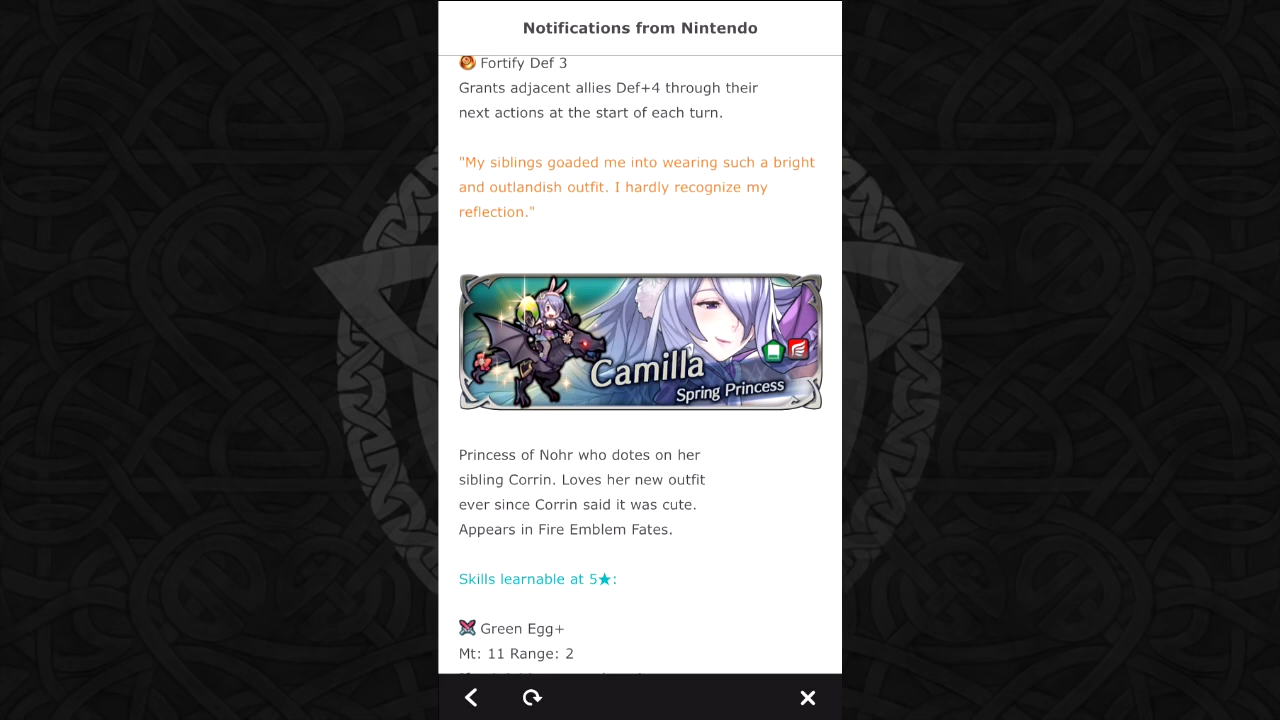 Notifications from Nintendo
Fortify Def 3
Grants adjacent allies Def+4 through their
next actions at the start of each turn.
"My siblings goaded me into wearing such a bright
and outlandish outfit. I hardly recognize my
reflection."
Camilla
Spring Princess
Princess of Nohr who dotes on her
sibling Corrin. Loves her new outfit
ever since Corrin said it was cute.
Appears in Fire Emblem Fates.
Skills learnable at 5★:
Green Egg+
Mt: 11 Range: 2